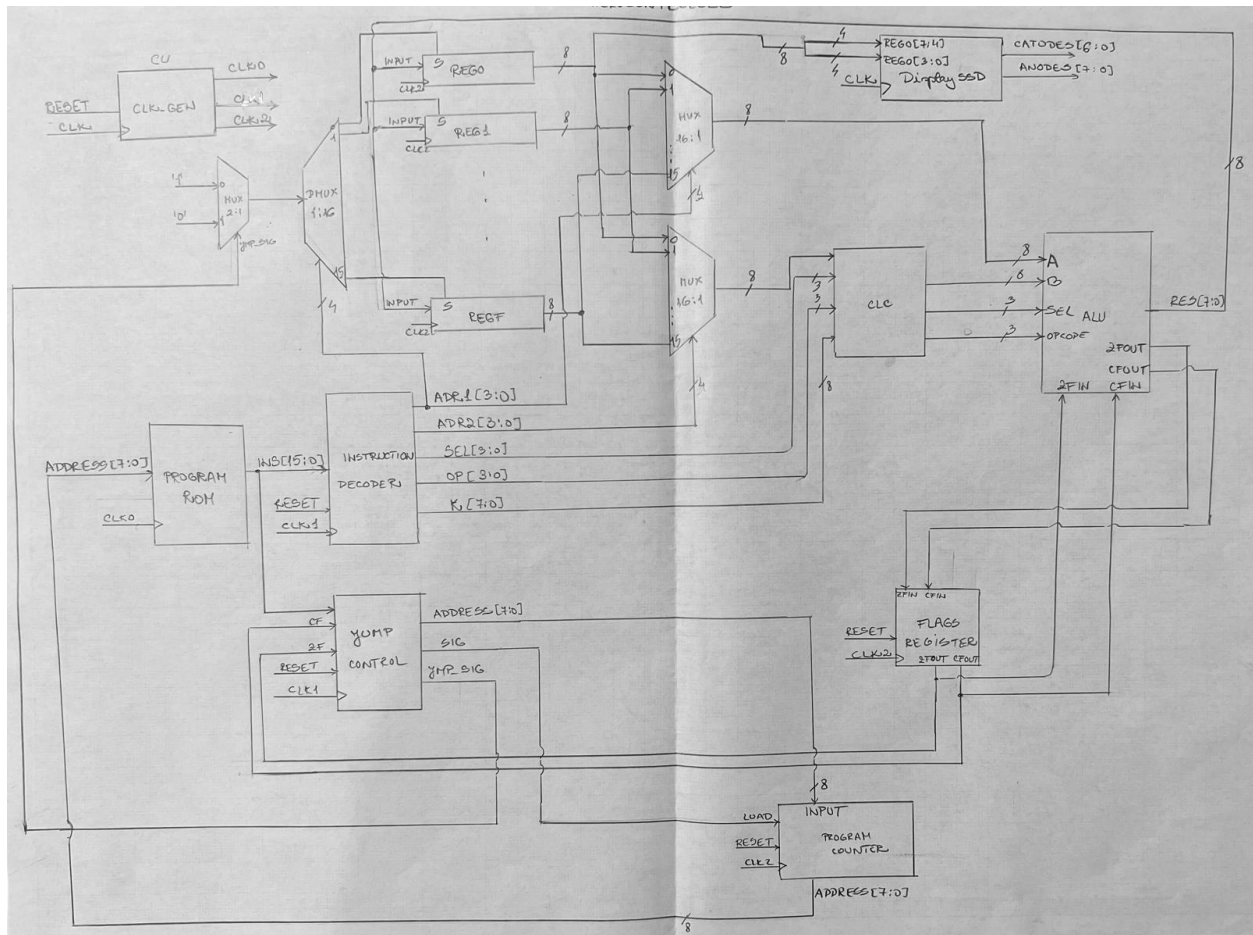 CU
CLK GEN
RESET
CLK
CLK0
CLK1
CLK2
'1'
'0'
0
1
MUX
2:1
JMP_SIG
DMUX
1:16
1
15
4
INPUT
S
REG0
CLK2
8
INPUT
S
REG1
CLK2
8
INPUT
S
REGF
CLK2
8
0
1
MUX
16:1
15
4
8
0
1
MUX
16:1
15
4
8
8
4
4
REG0[7:4]
REG0[3:0]
CLK
Display SSD
CATODES[6:0]
ANODES[7:0]
8
3
3
8
CLC
8
8
3
3
A
B
SEL
ALU
OPCODE
ZFIN
CFIN
ZFOUT
CFOUT
RES[7:0]
ADDRESS[7:0]
PROGRAM
ROM
CLK0
INS[15:0]
INSTRUCTION
DECODER
RESET
CLK1
ADR1[3:0]
ADR2[3:0]
SEL[3:0]
OP[3:0]
K[7:0]
CF
ZF
RESET
CLK1
JUMP
CONTROL
ADDRESS[7:0]
SIG
JMP_SIG
ZFIN CFIN
FLAGS
REGISTER
RESET
CLK2
ZFOUT CFOUT
8
INPUT
LOAD
RESET
CLK2
PROGRAM
COUNTER
ADDRESS[7:0]
8